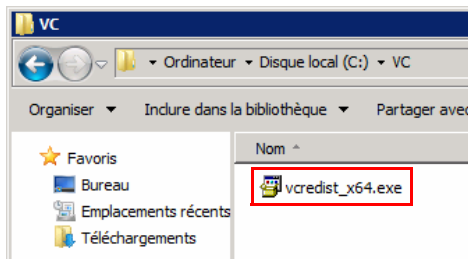 VC
Ordinateur Disque local (C:) VC
Organiser Inclure dans la bibliothèque Partager avec
Favoris
Nom
Bureau
vcredist_x64.exe
Emplacements récents
Téléchargements